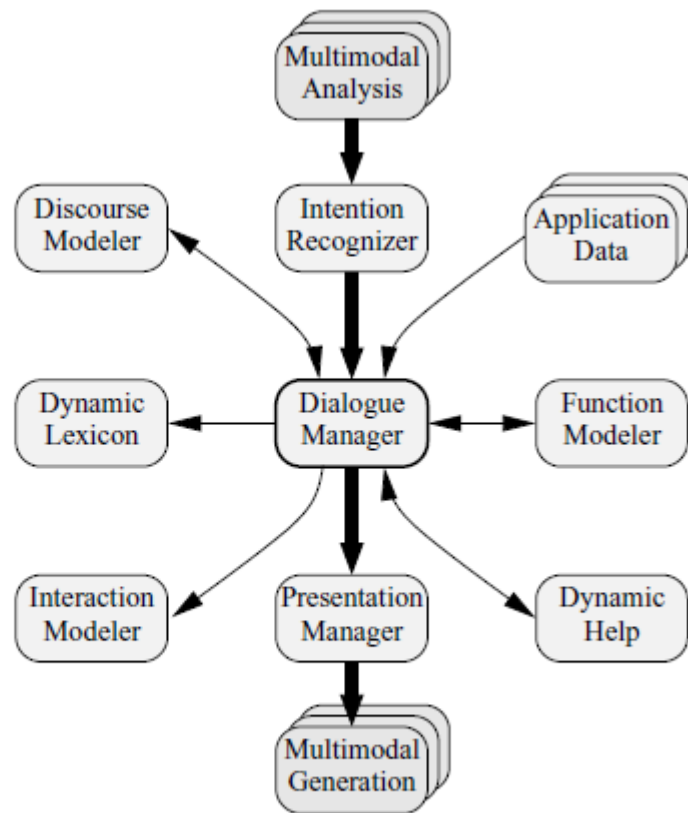 Multimodal
Analysis
Discourse
Modeler
Intention
Recognizer
Application
Data
Dynamic
Lexicon
Dialogue
Manager
Function
Modeler
Interaction
Modeler
Presentation
Manager
Dynamic
Help
Multimodal
Generation